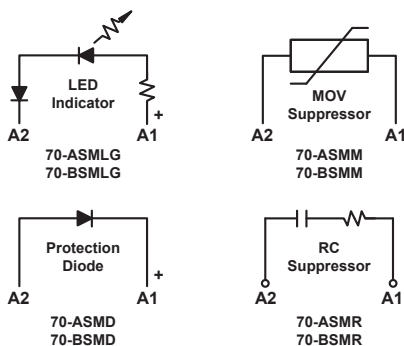 LED
Indicator
A2
A1
+
70-ASMLG
70-BSMLG
MOV
Suppressor
A2
A1
70-ASMM
70-BSMM
Protection
Diode
A2
A1
+
70-ASMD
70-BSMD
RC
Suppressor
A2
A1
70-ASMR
70-BSMR